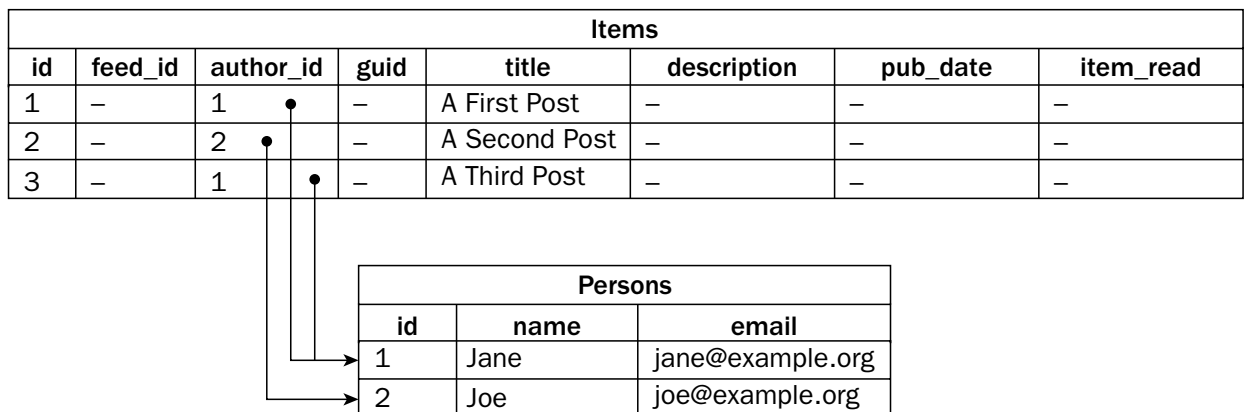 Items
id feed_id author_id guid title description pub_date item_read
1 – 1 – A First Post – – –
2 – 2 – A Second Post – – –
3 – 1 – A Third Post – – –
Persons
id name email
1 Jane jane@example.org
2 Joe joe@example.org